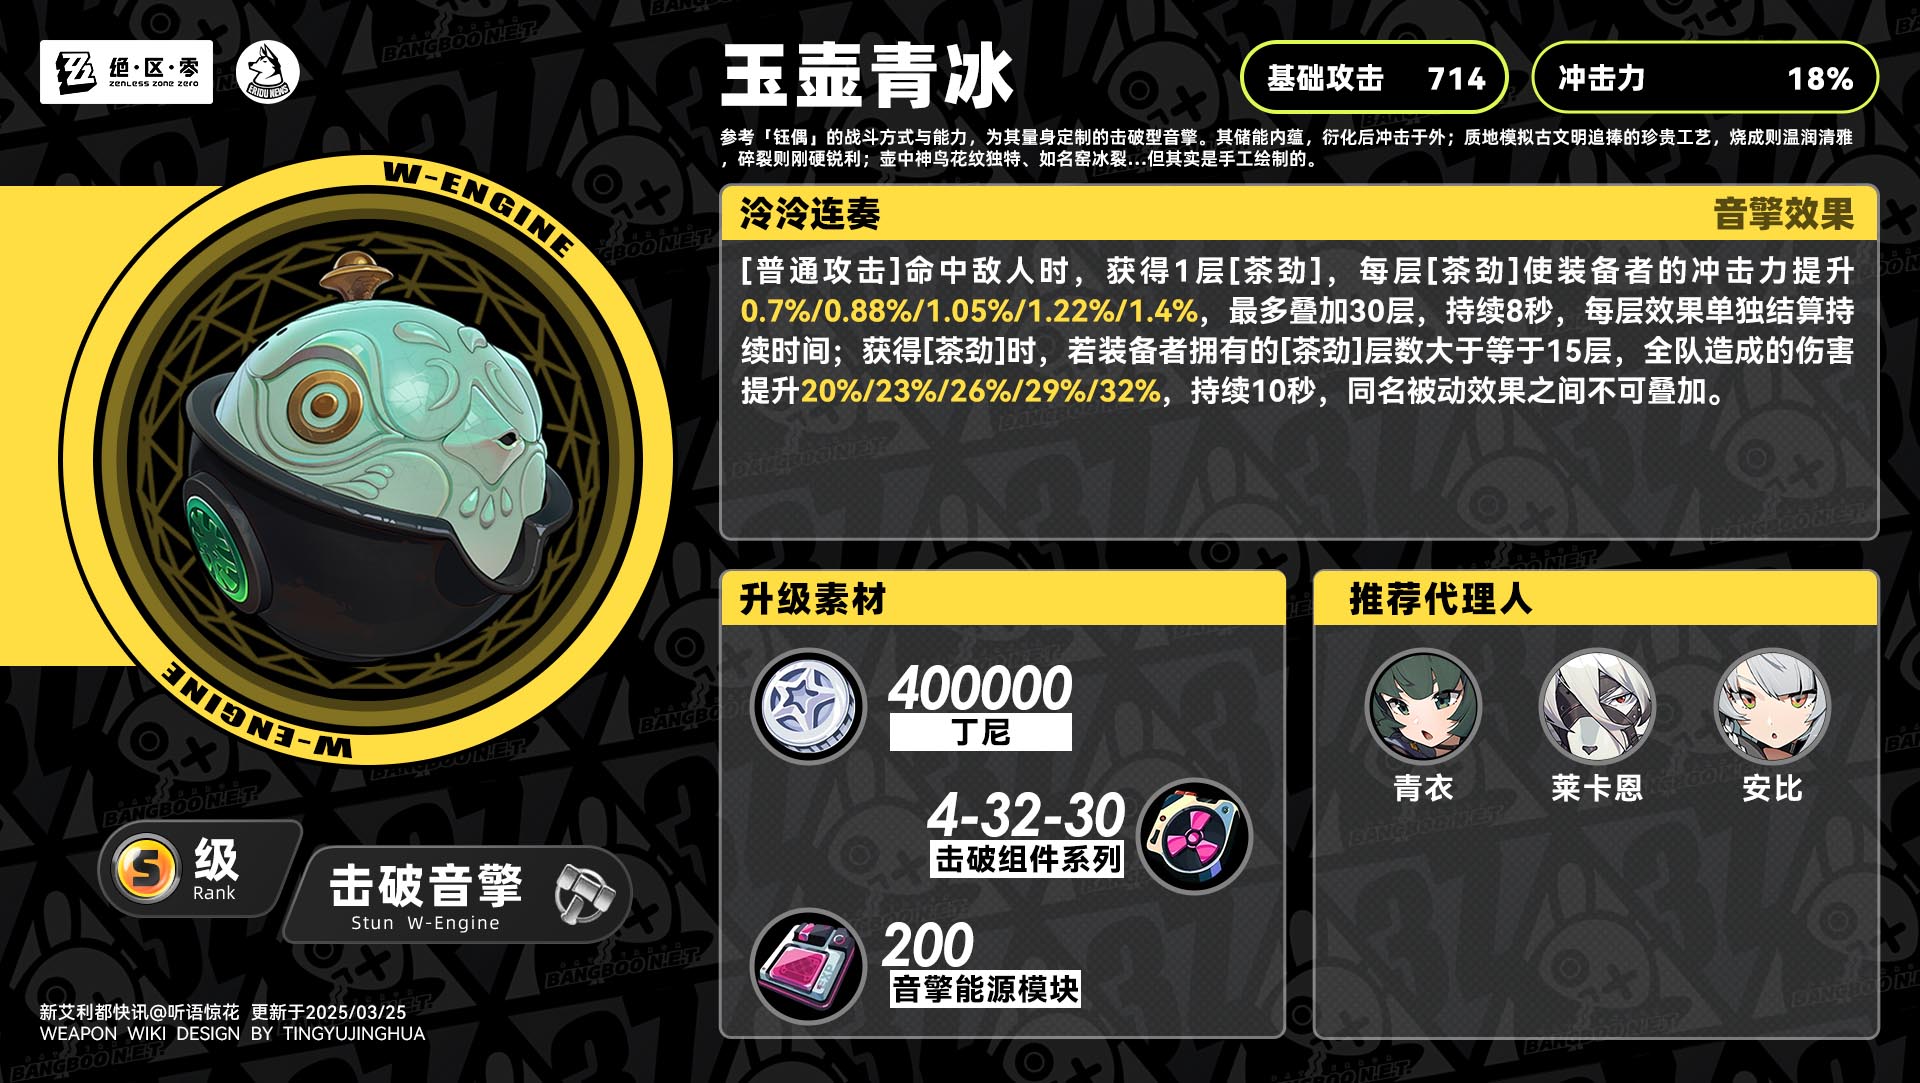 绝·区·零
ZENLESS ZONE ZERO
ERIDU NEWS
玉壶青冰
基础攻击 714
冲击力 18%
参考「钰偶」的战斗方式与能力，为其量身定制的击破型音擎。其储能内蕴，衍化后冲击于外；质地模拟古文明追捧的珍贵工艺，烧成则温润清雅
，碎裂则刚硬锐利；壶中神鸟花纹独特、如名窑冰裂...但其实是手工绘制的。
W-ENGINE
W-ENGINE
泠泠连奏 音擎效果
[普通攻击]命中敌人时，获得1层[茶劲]，每层[茶劲]使装备者的冲击力提升
0.7%/0.88%/1.05%/1.22%/1.4%，最多叠加30层，持续8秒，每层效果单独结算持
续时间；获得[茶劲]时，若装备者拥有的[茶劲]层数大于等于15层，全队造成的伤害
提升20%/23%/26%/29%/32%，持续10秒，同名被动效果之间不可叠加。
升级素材
400000
丁尼
4-32-30
击破组件系列
200
音擎能源模块
推荐代理人
青衣 莱卡恩 安比
S 级
Rank
击破音擎
Stun W-Engine
新艾利都快讯@听语惊花 更新于2025/03/25
WEAPON WIKI DESIGN BY TINGYUJINGHUA
BANGBOO N.E.T.